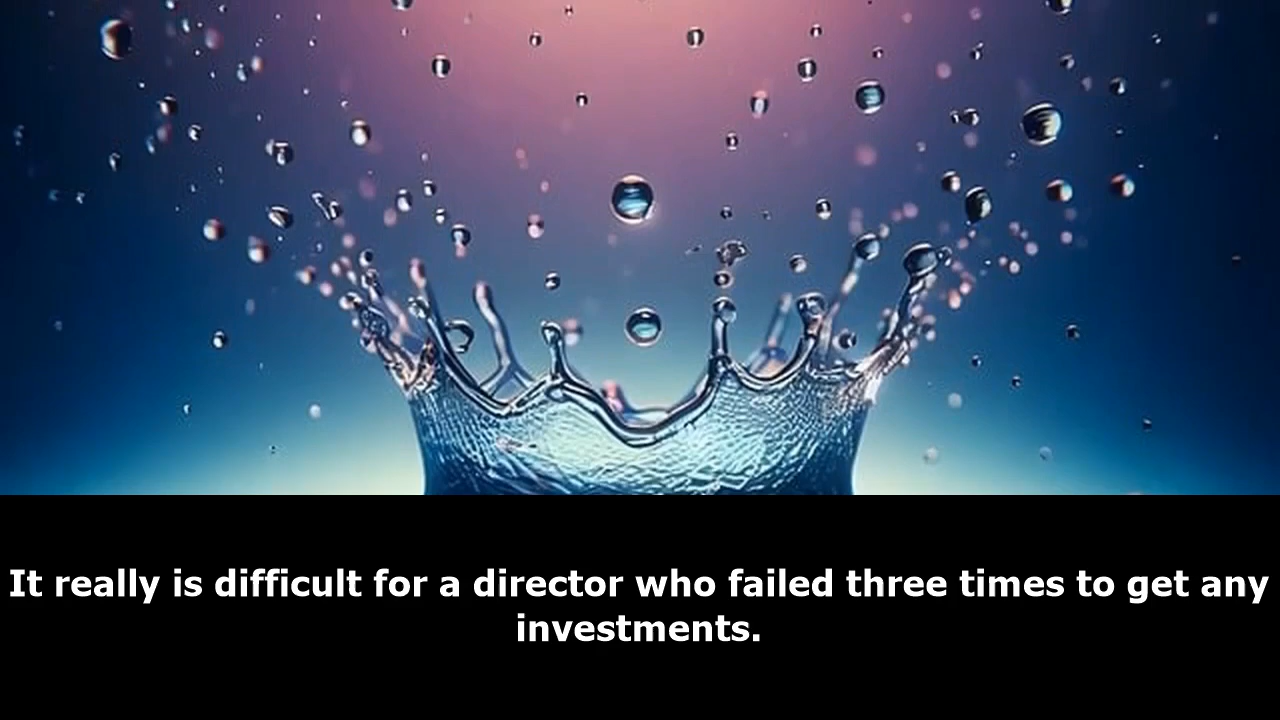 It really is difficult for a director who failed three times to get any
investments.